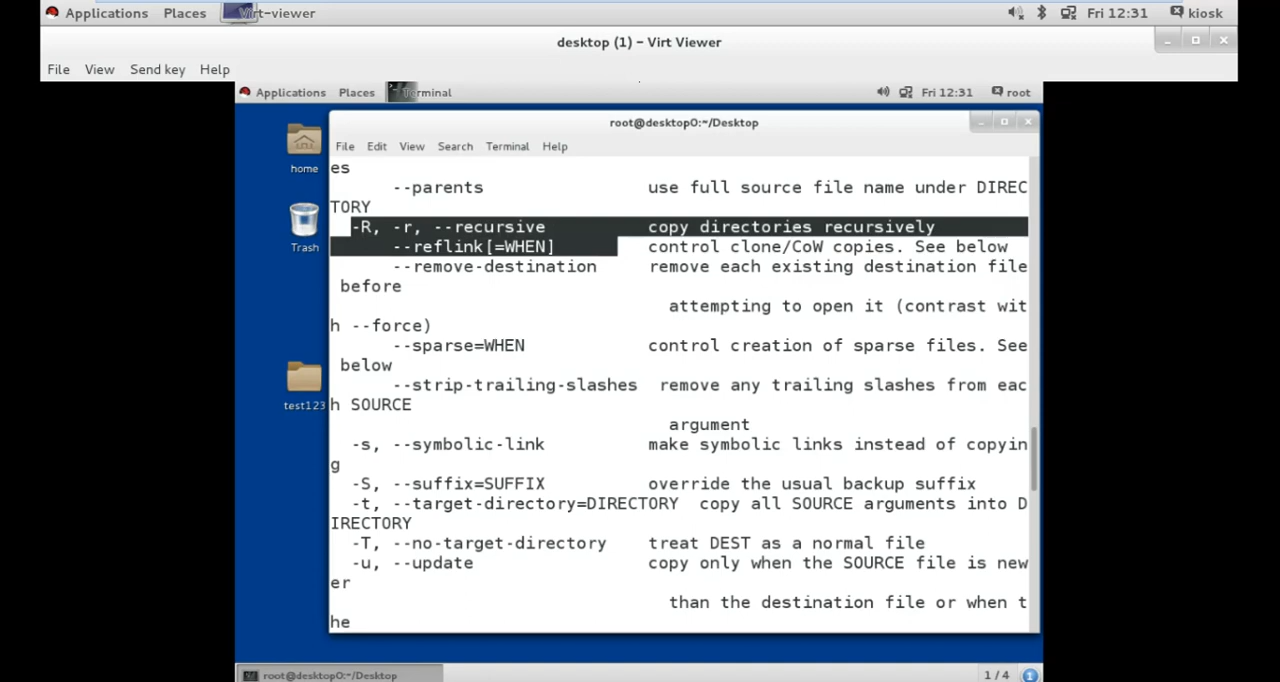 Applications Places Virt-viewer Fri 12:31 kiosk
desktop (1) – Virt Viewer
File View Send key Help
Applications Places Terminal Fri 12:31 root
root@desktop0:~/Desktop
File Edit View Search Terminal Help
home
Trash
test123
es
--parents use full source file name under DIREC
TORY
-R, -r, --recursive copy directories recursively
--reflink[=WHEN] control clone/CoW copies. See below
--remove-destination remove each existing destination file
before
attempting to open it (contrast wit
h --force)
--sparse=WHEN control creation of sparse files. See
below
--strip-trailing-slashes remove any trailing slashes from eac
h SOURCE
argument
-s, --symbolic-link make symbolic links instead of copyin
g
-S, --suffix=SUFFIX override the usual backup suffix
-t, --target-directory=DIRECTORY copy all SOURCE arguments into D
IRECTORY
-T, --no-target-directory treat DEST as a normal file
-u, --update copy only when the SOURCE file is new
er
than the destination file or when t
he
root@desktop0:~/Desktop 1 / 4 1